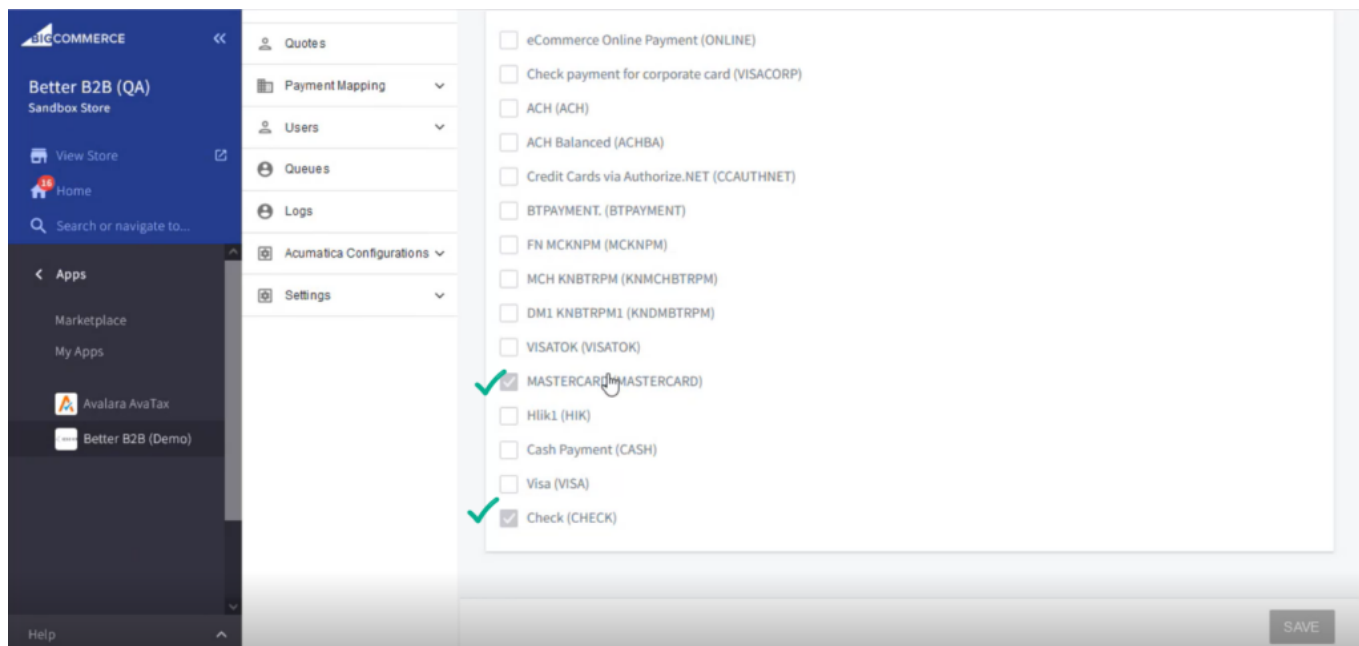 BIGCOMMERCE
Better B2B (QA)
Sandbox Store
View Store
16
Home
Search or navigate to...
Apps
Marketplace
My Apps
Avalara AvaTax
Better B2B (Demo)
Help
Quotes
Payment Mapping
Users
Queues
Logs
Acumatica Configurations
Settings
eCommerce Online Payment (ONLINE)
Check payment for corporate card (VISACORP)
ACH (ACH)
ACH Balanced (ACHBA)
Credit Cards via Authorize.NET (CCAUTHNET)
BTPAYMENT. (BTPAYMENT)
FN MCKNPM (MCKNPM)
MCH KNBTRPM (KNMCHBTRPM)
DM1 KNBTRPM1 (KNDMBTRPM)
VISATOK (VISATOK)
MASTERCARD (MASTERCARD)
Hlik1 (HIK)
Cash Payment (CASH)
Visa (VISA)
Check (CHECK)
SAVE